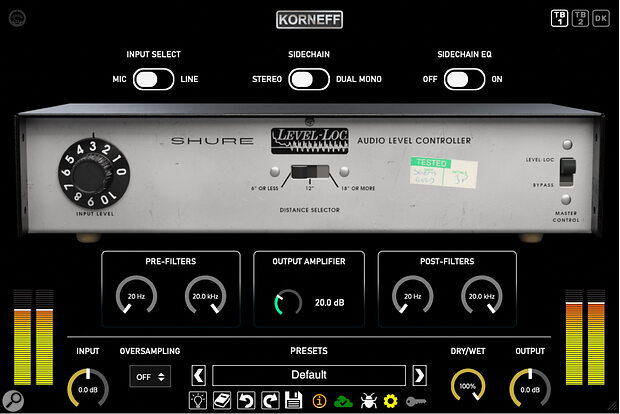 KORNEFF
TB 1
TB 2
DK
INPUT SELECT
MIC
LINE
SIDECHAIN
STEREO
DUAL MONO
SIDECHAIN EQ
OFF
ON
SHURE
LEVEL-LOC
AUDIO LEVEL CONTROLLER
0 1 2 3 4 5 6 7 8 9 10
INPUT LEVEL
6" OR LESS
12"
18" OR MORE
DISTANCE SELECTOR
TESTED
LEVEL-LOC
BYPASS
MASTER
CONTROL
PRE-FILTERS
20 Hz
20.0 kHz
OUTPUT AMPLIFIER
20.0 dB
POST-FILTERS
20 Hz
20.0 kHz
INPUT
0.0 dB
OVERSAMPLING
OFF
PRESETS
Default
DRY/WET
100%
OUTPUT
0.0 dB